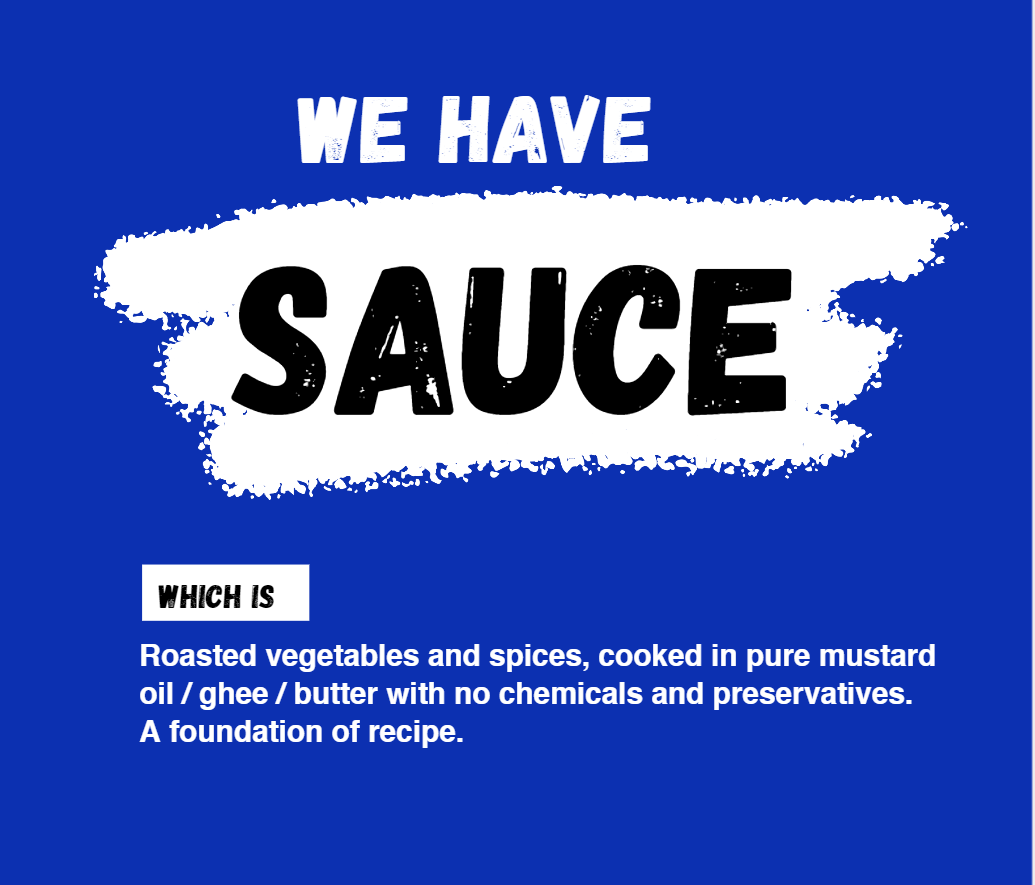 WE HAVE
SAUCE
WHICH IS
Roasted vegetables and spices, cooked in pure mustard
oil / ghee / butter with no chemicals and preservatives.
A foundation of recipe.